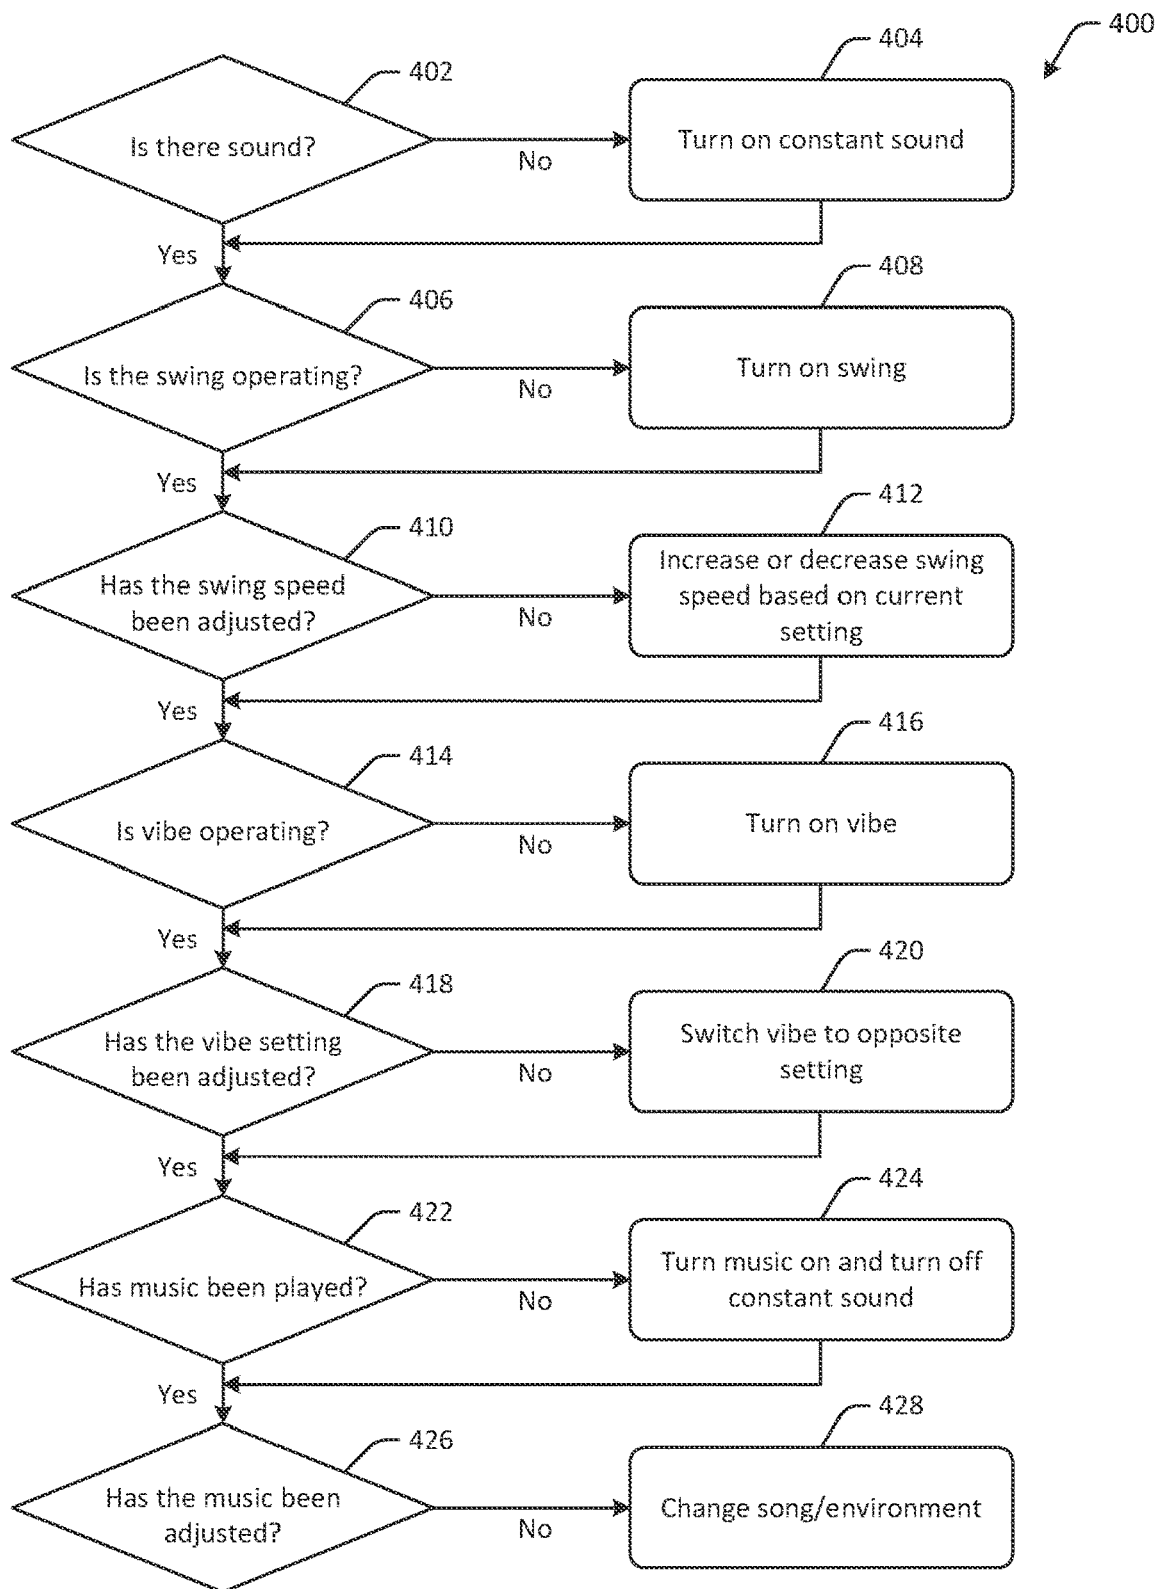 400
402
404
Is there sound?
No
Turn on constant sound
Yes
406
408
Is the swing operating?
No
Turn on swing
Yes
410
412
Has the swing speed
been adjusted?
No
Increase or decrease swing
speed based on current
setting
Yes
414
416
Is vibe operating?
No
Turn on vibe
Yes
418
420
Has the vibe setting
been adjusted?
No
Switch vibe to opposite
setting
Yes
422
424
Has music been played?
No
Turn music on and turn off
constant sound
Yes
426
428
Has the music been
adjusted?
No
Change song/environment